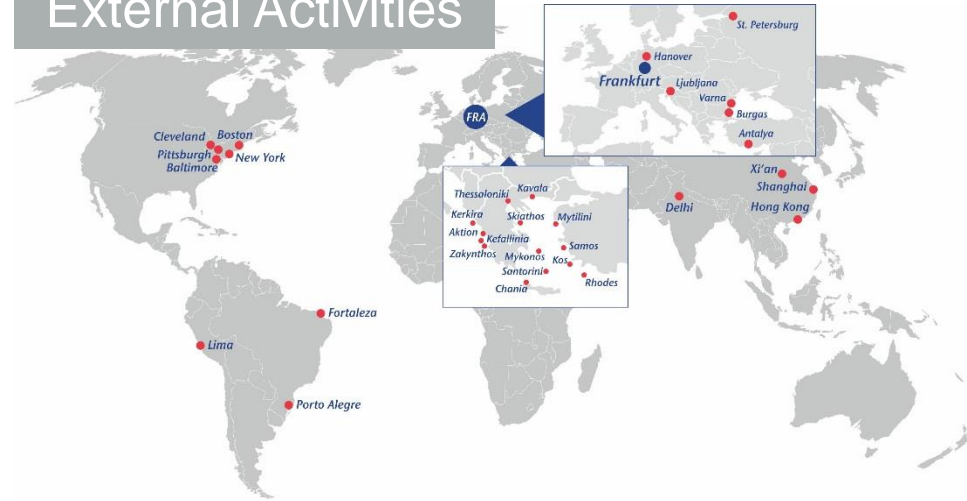 External Activities
St. Petersburg
Hanover
Frankfurt
Ljubljana
Varna
Burgas
Antalya
FRA
Cleveland
Boston
Pittsburgh
New York
Baltimore
Xi'an
Shanghai
Delhi
Hong Kong
Thessoloniki
Kavala
Kerkira
Skiathos
Mytilini
Aktion
Kefallinia
Samos
Zakynthos
Mykonos
Kos
Santorini
Rhodes
Chania
Fortaleza
Lima
Porto Alegre